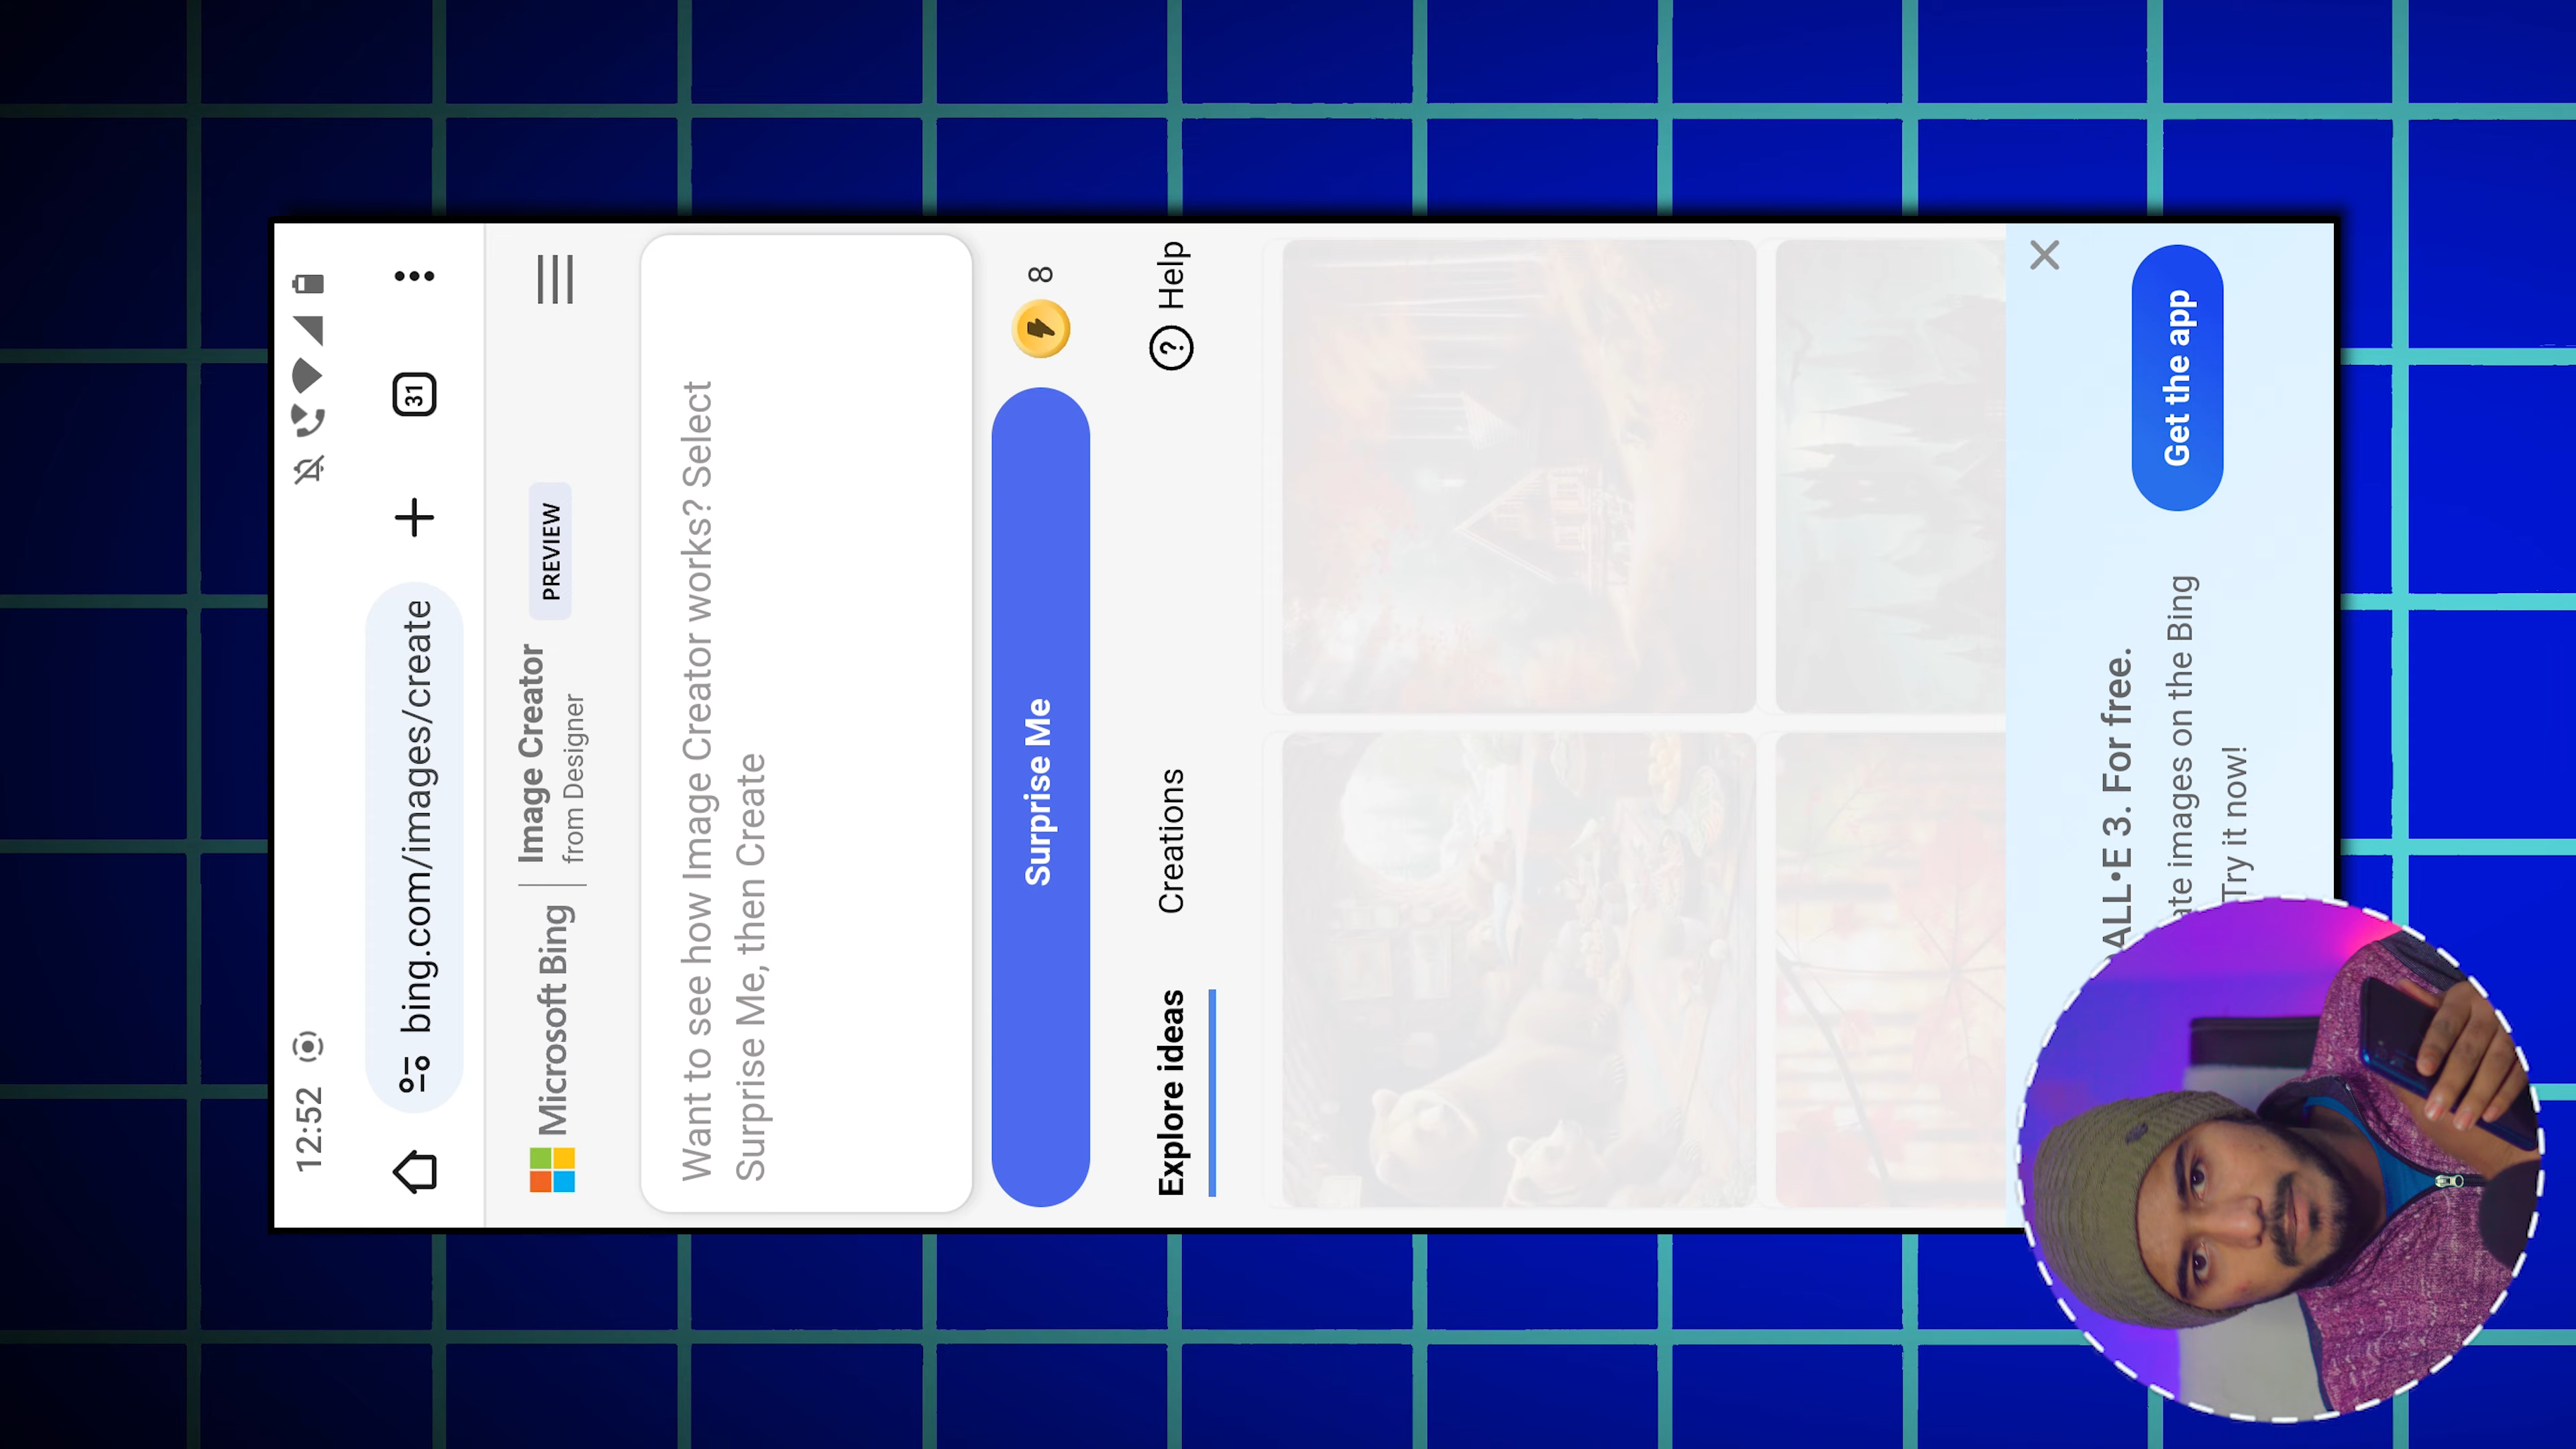 12:52
bing.com/images/create
31
Microsoft Bing
Image Creator
from Designer
PREVIEW
Want to see how Image Creator works? Select
Surprise Me, then Create
Surprise Me
8
Explore ideas
Creations
Help
ALL•E 3. For free.
images on the Bing
Try it now!
Get the app